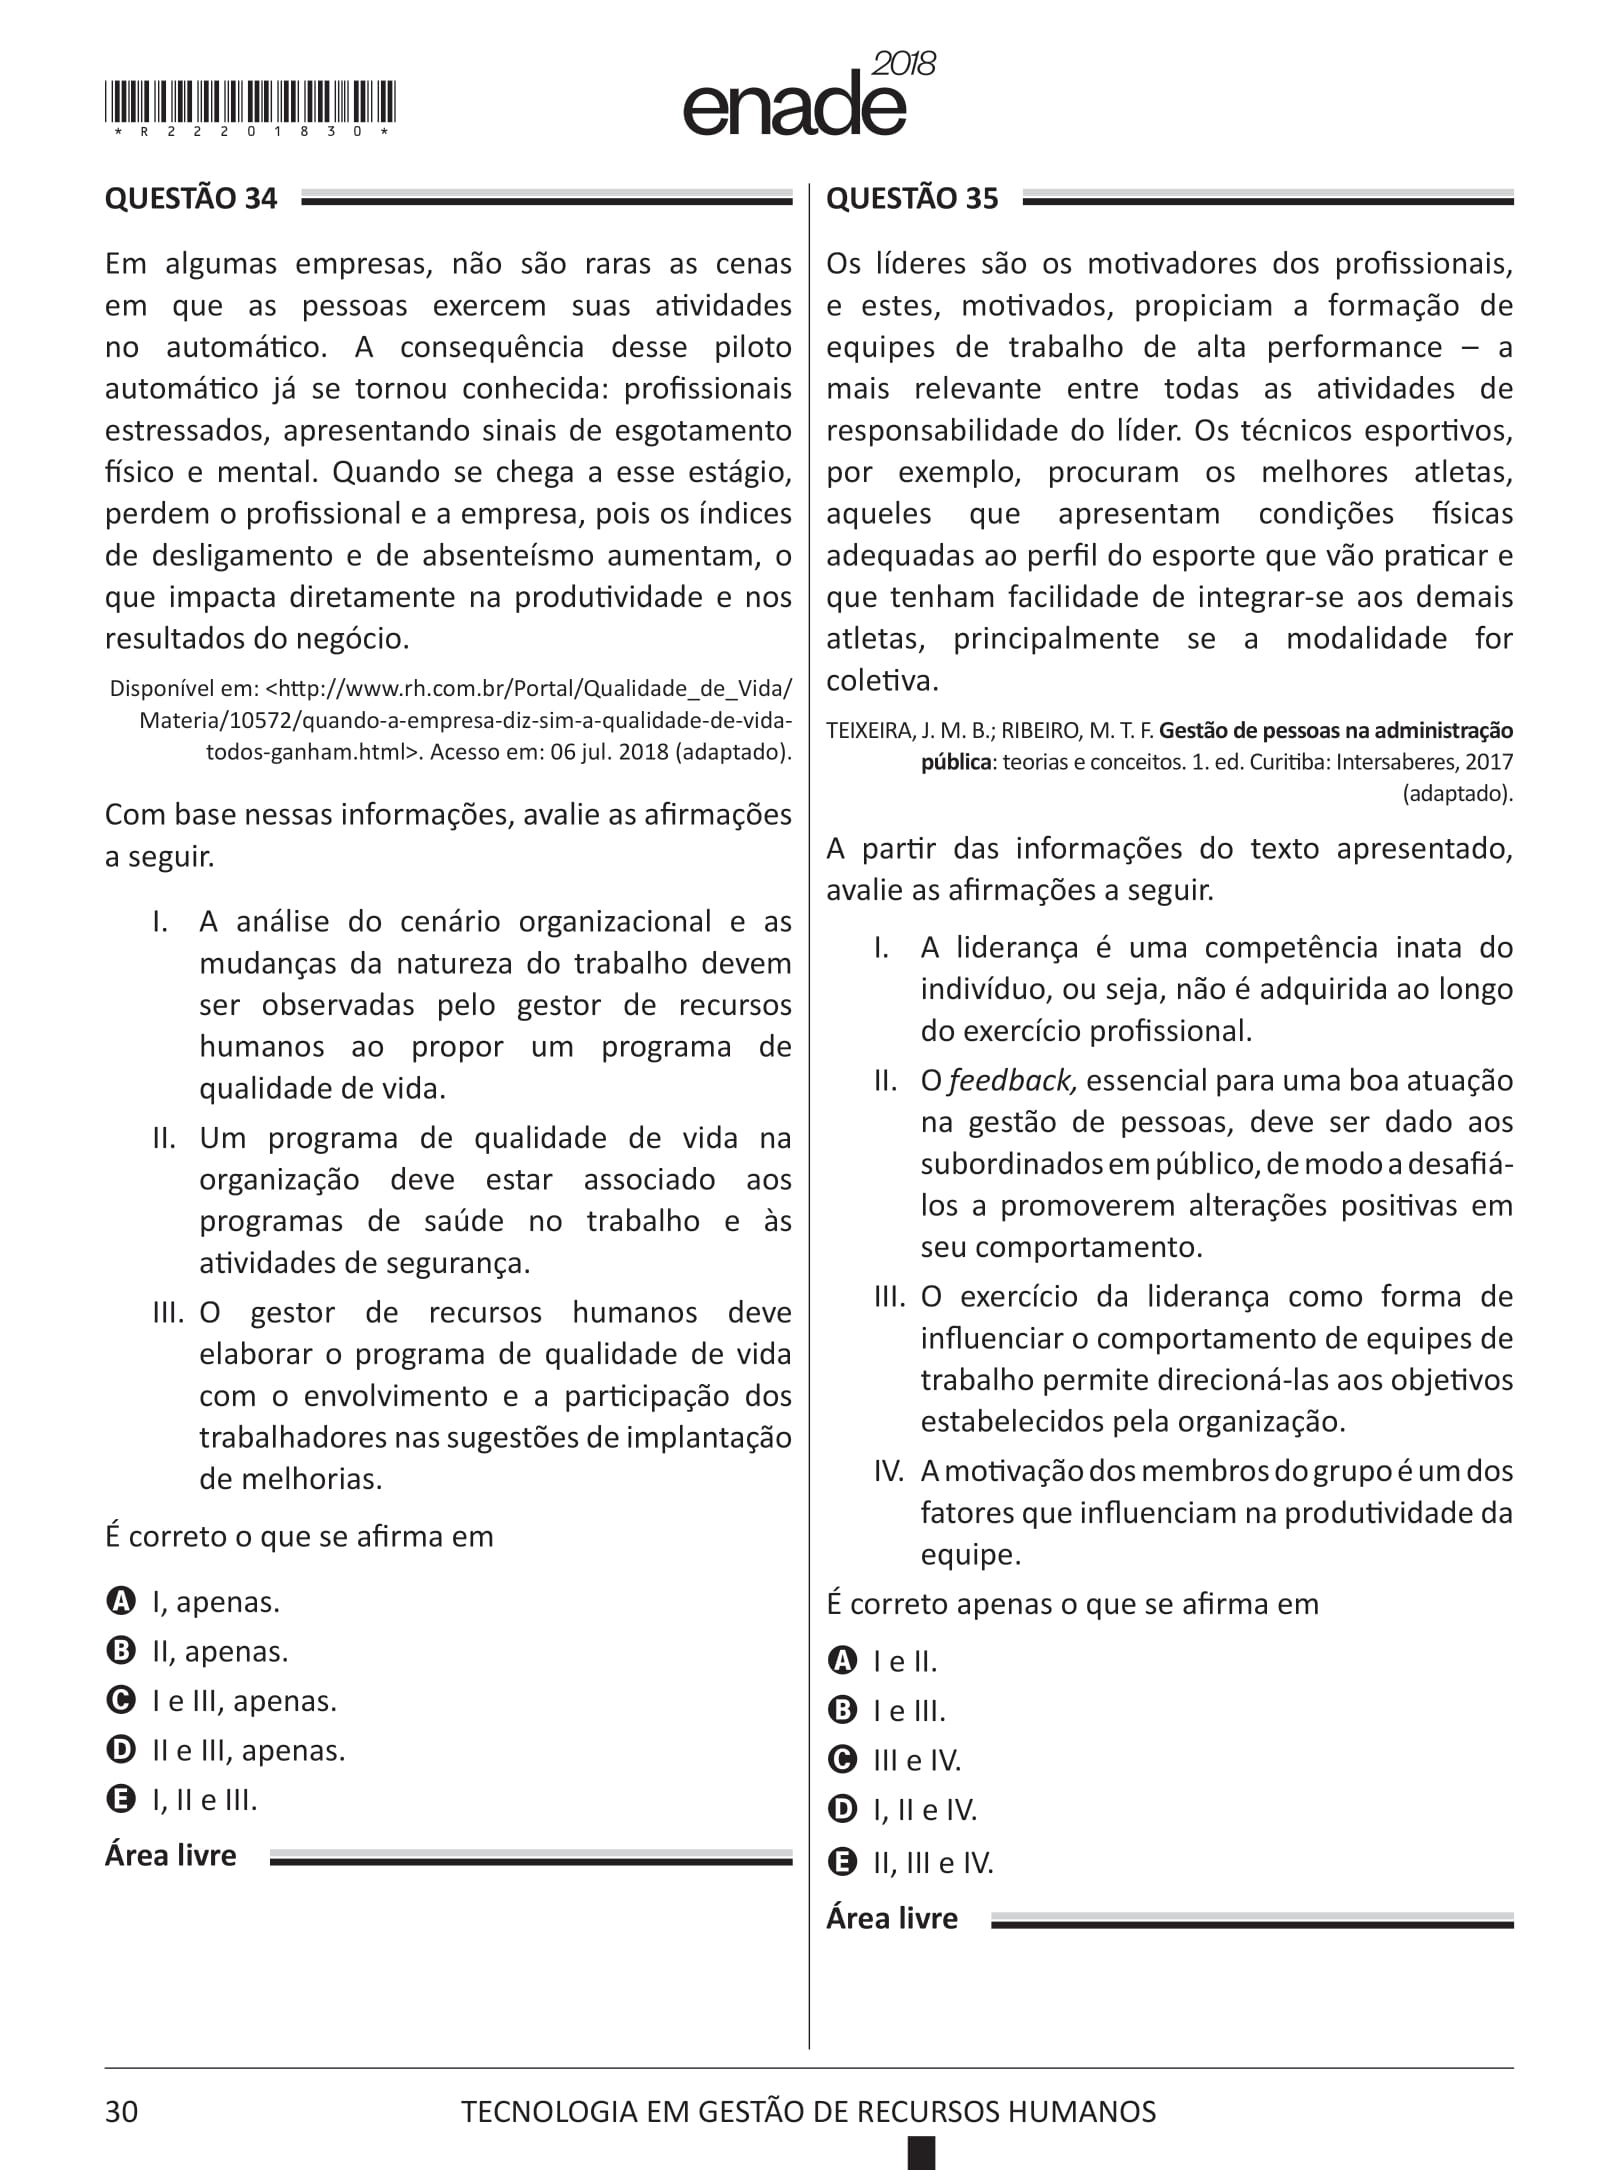 *R22201830*
enade 2018
QUESTÃO 34
Em algumas empresas, não são raras as cenas
em que as pessoas exercem suas atividades
no automático. A consequência desse piloto
automático já se tornou conhecida: profissionais
estressados, apresentando sinais de esgotamento
físico e mental. Quando se chega a esse estágio,
perdem o profissional e a empresa, pois os índices
de desligamento e de absenteísmo aumentam, o
que impacta diretamente na produtividade e nos
resultados do negócio.
Disponível em: <http://www.rh.com.br/Portal/Qualidade_de_Vida/
Materia/10572/quando-a-empresa-diz-sim-a-qualidade-de-vida-
todos-ganham.html>. Acesso em: 06 jul. 2018 (adaptado).
Com base nessas informações, avalie as afirmações
a seguir.
I. A análise do cenário organizacional e as
mudanças da natureza do trabalho devem
ser observadas pelo gestor de recursos
humanos ao propor um programa de
qualidade de vida.
II. Um programa de qualidade de vida na
organização deve estar associado aos
programas de saúde no trabalho e às
atividades de segurança.
III. O gestor de recursos humanos deve
elaborar o programa de qualidade de vida
com o envolvimento e a participação dos
trabalhadores nas sugestões de implantação
de melhorias.
É correto o que se afirma em
A I, apenas.
B II, apenas.
C I e III, apenas.
D II e III, apenas.
E I, II e III.
Área livre
QUESTÃO 35
Os líderes são os motivadores dos profissionais,
e estes, motivados, propiciam a formação de
equipes de trabalho de alta performance – a
mais relevante entre todas as atividades de
responsabilidade do líder. Os técnicos esportivos,
por exemplo, procuram os melhores atletas,
aqueles que apresentam condições físicas
adequadas ao perfil do esporte que vão praticar e
que tenham facilidade de integrar-se aos demais
atletas, principalmente se a modalidade for
coletiva.
TEIXEIRA, J. M. B.; RIBEIRO, M. T. F. Gestão de pessoas na administração
pública: teorias e conceitos. 1. ed. Curitiba: Intersaberes, 2017
(adaptado).
A partir das informações do texto apresentado,
avalie as afirmações a seguir.
I. A liderança é uma competência inata do
indivíduo, ou seja, não é adquirida ao longo
do exercício profissional.
II. O feedback, essencial para uma boa atuação
na gestão de pessoas, deve ser dado aos
subordinados em público, de modo a desafiá-
los a promoverem alterações positivas em
seu comportamento.
III. O exercício da liderança como forma de
influenciar o comportamento de equipes de
trabalho permite direcioná-las aos objetivos
estabelecidos pela organização.
IV. A motivação dos membros do grupo é um dos
fatores que influenciam na produtividade da
equipe.
É correto apenas o que se afirma em
A I e II.
B I e III.
C III e IV.
D I, II e IV.
E II, III e IV.
Área livre
30
TECNOLOGIA EM GESTÃO DE RECURSOS HUMANOS